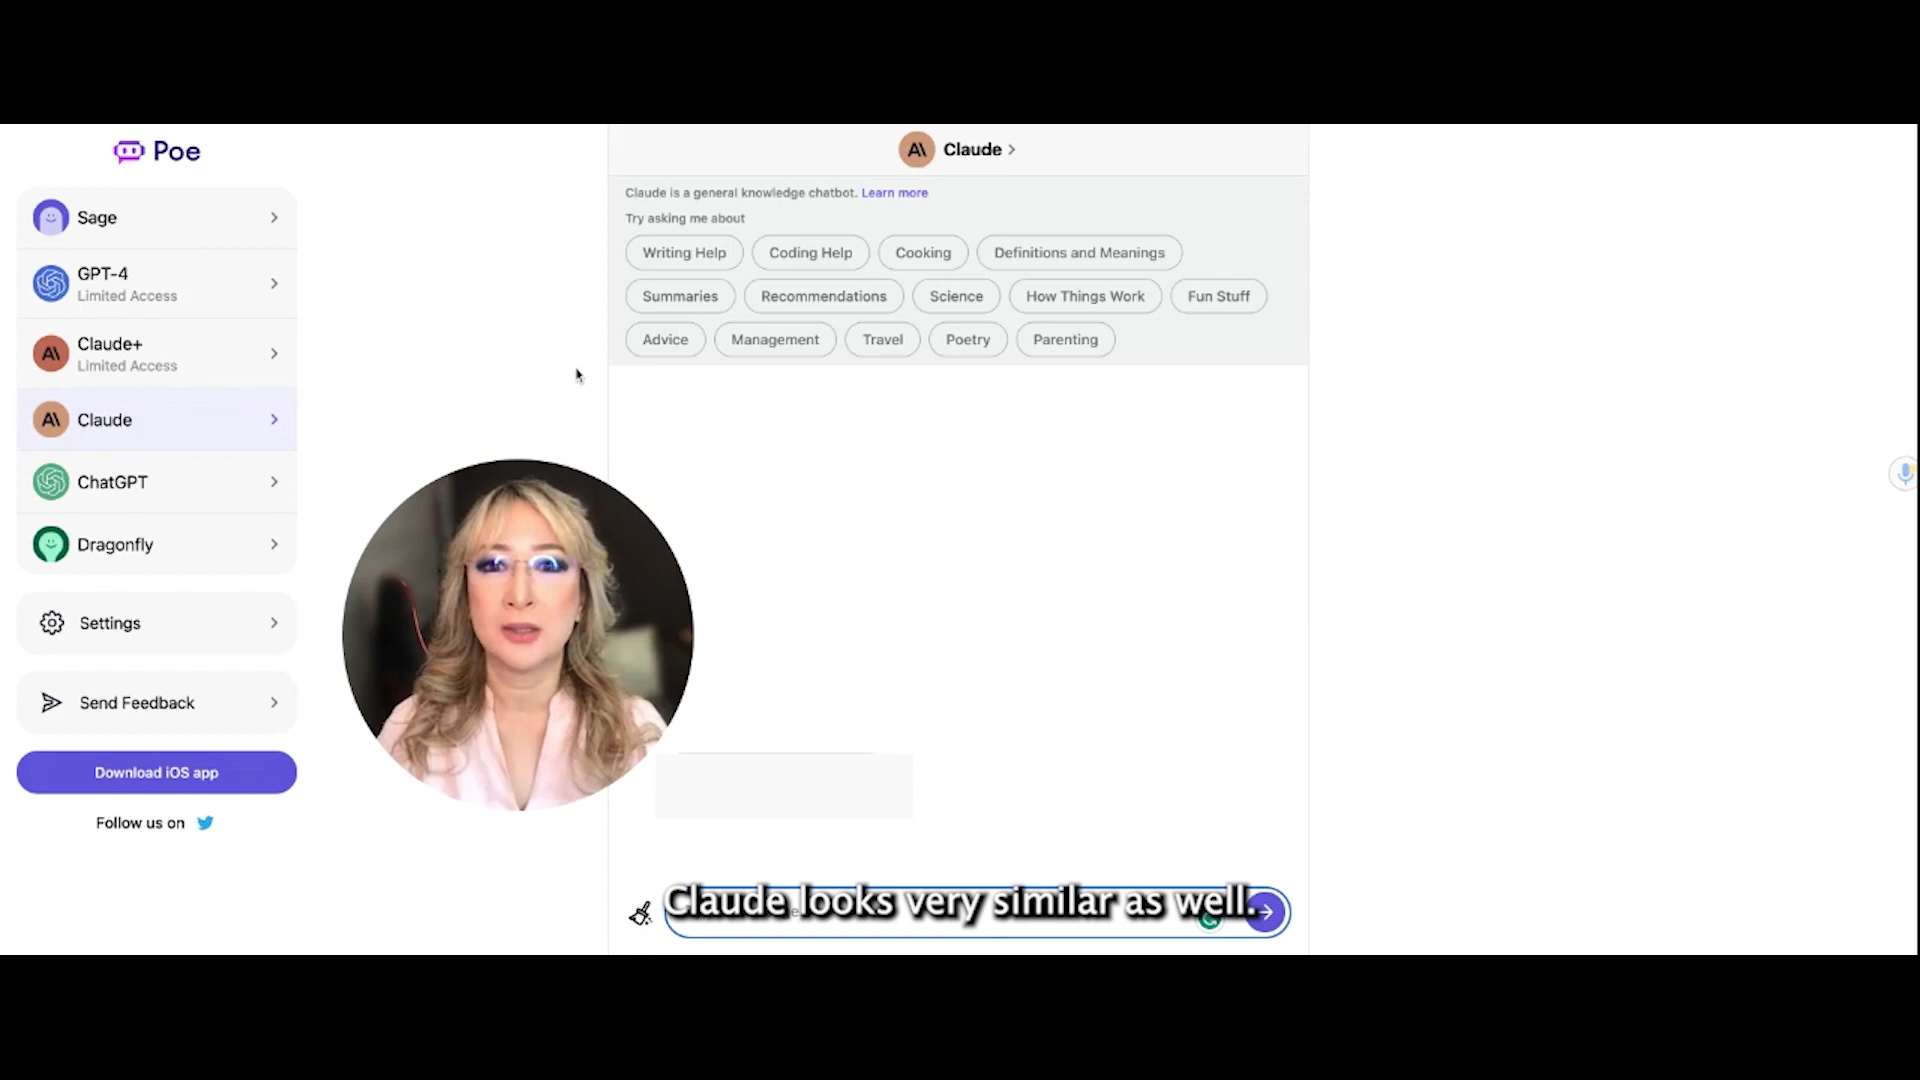 Poe
Sage
GPT-4
Limited Access
Claude+
Limited Access
Claude
ChatGPT
Dragonfly
Settings
Send Feedback
Download iOS app
Follow us on
Claude
Claude is a general knowledge chatbot. Learn more
Try asking me about
Writing Help Coding Help Cooking Definitions and Meanings
Summaries Recommendations Science How Things Work Fun Stuff
Advice Management Travel Poetry Parenting
Claude looks very similar as well.